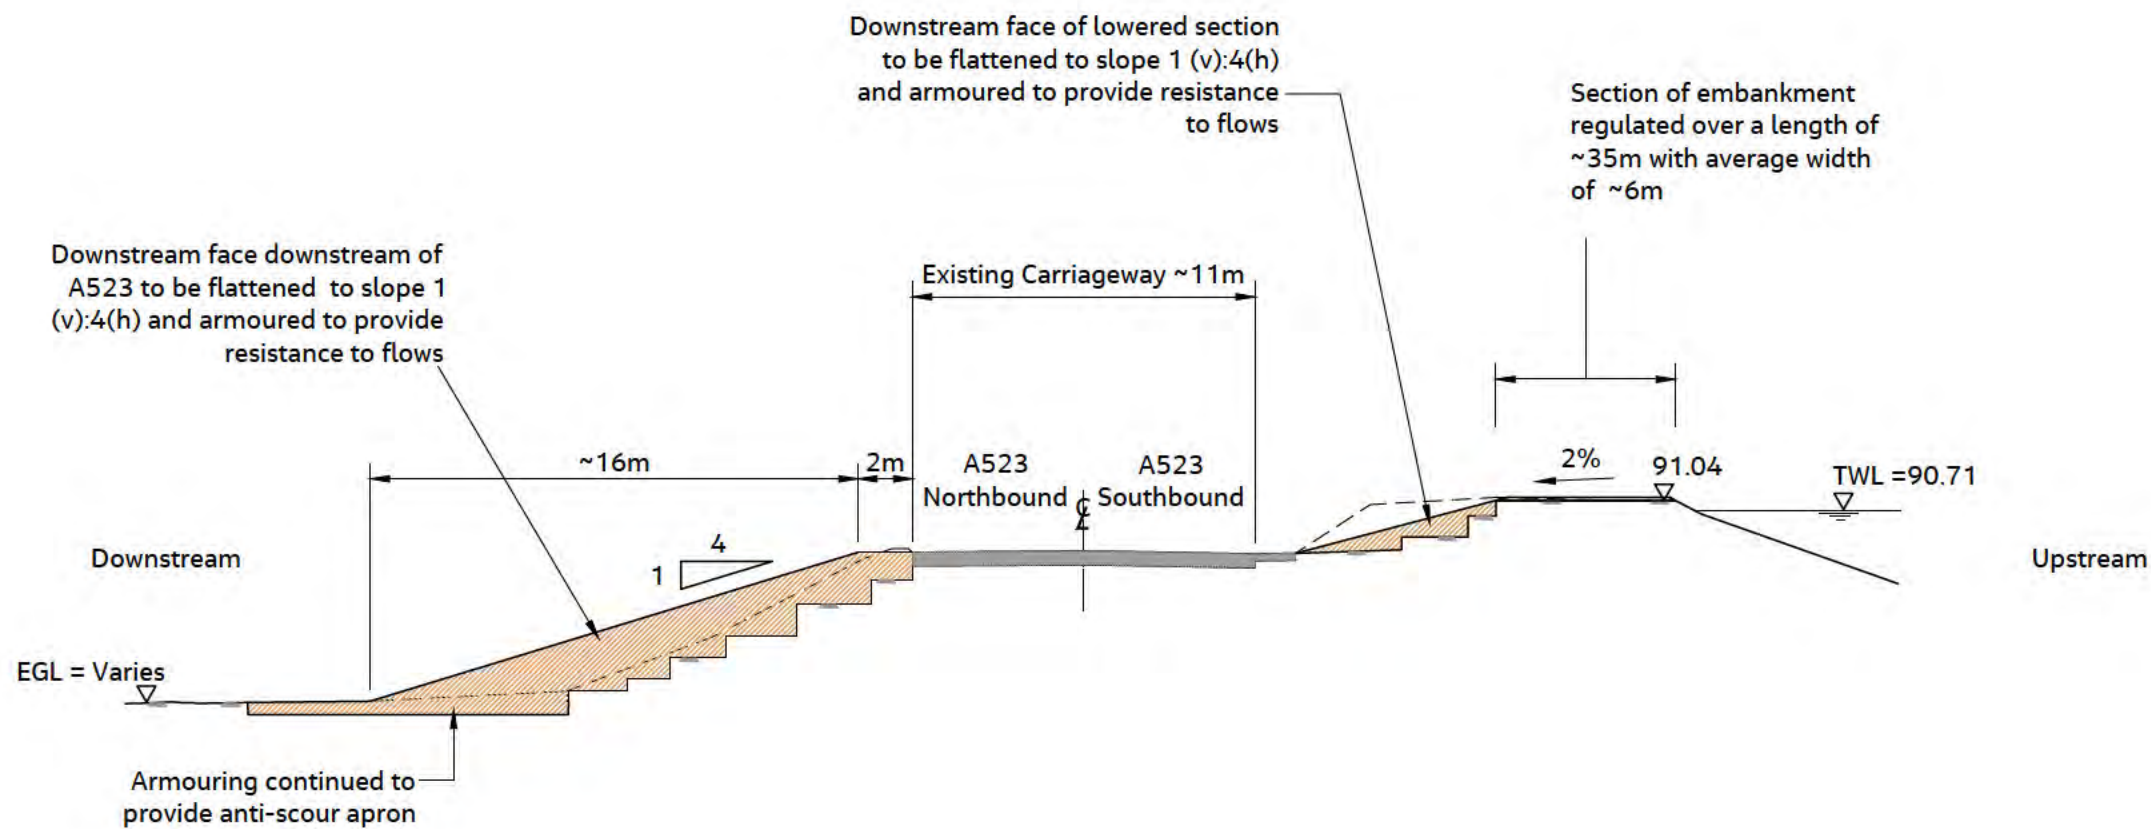 Downstream face of lowered section
to be flattened to slope 1 (v):4(h)
and armoured to provide resistance
to flows
Section of embankment
regulated over a length of
~35m with average width
of ~6m
Downstream face downstream of
A523 to be flattened to slope 1
(v):4(h) and armoured to provide
resistance to flows
Existing Carriageway ~11m
~16m
2m
A523
Northbound
A523
Southbound
℄
2%
91.04
TWL =90.71
4
1
Downstream
Upstream
EGL = Varies
Armouring continued to
provide anti-scour apron